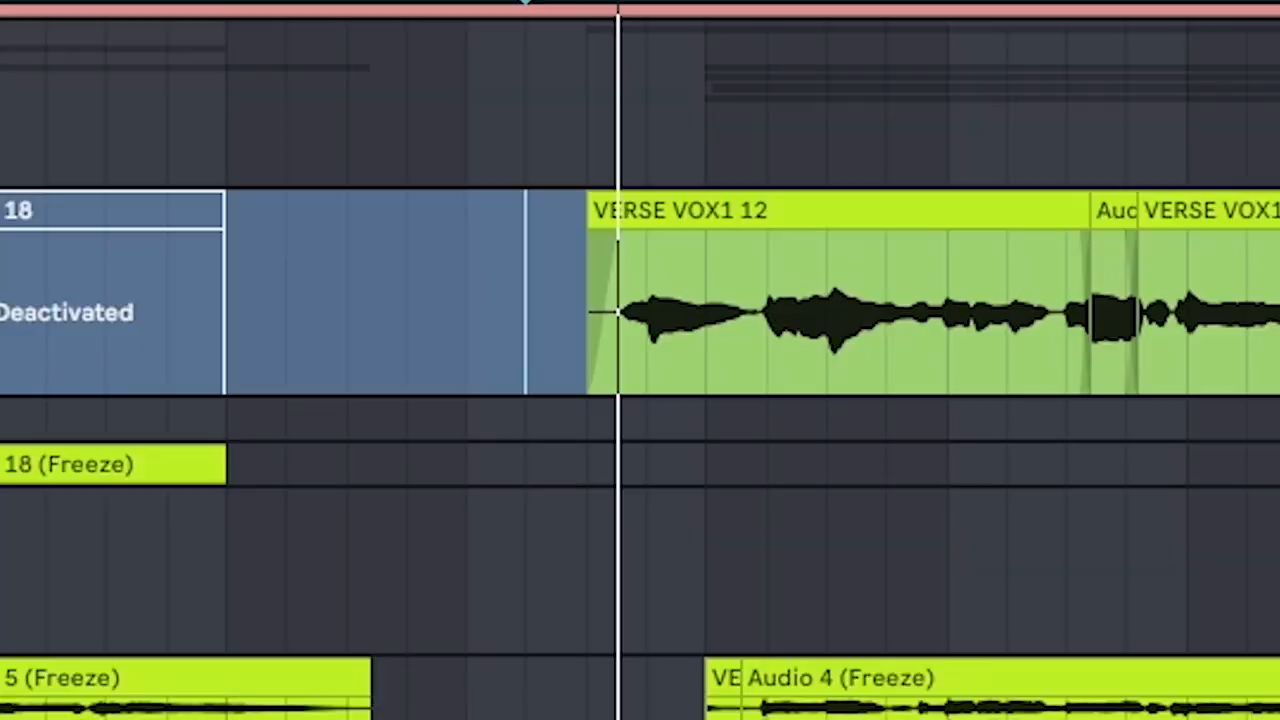 18 VERSE VOX1 12 Auc VERSE VOX1
Deactivated
18 (Freeze)
5 (Freeze) VE Audio 4 (Freeze)